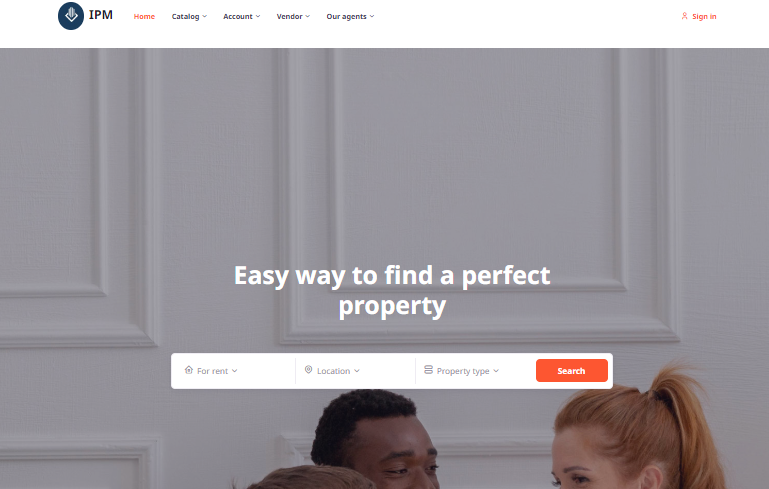 IPM
Home Catalog Account Vendor Our agents Sign in
Easy way to find a perfect
property
For rent Location Property type Search